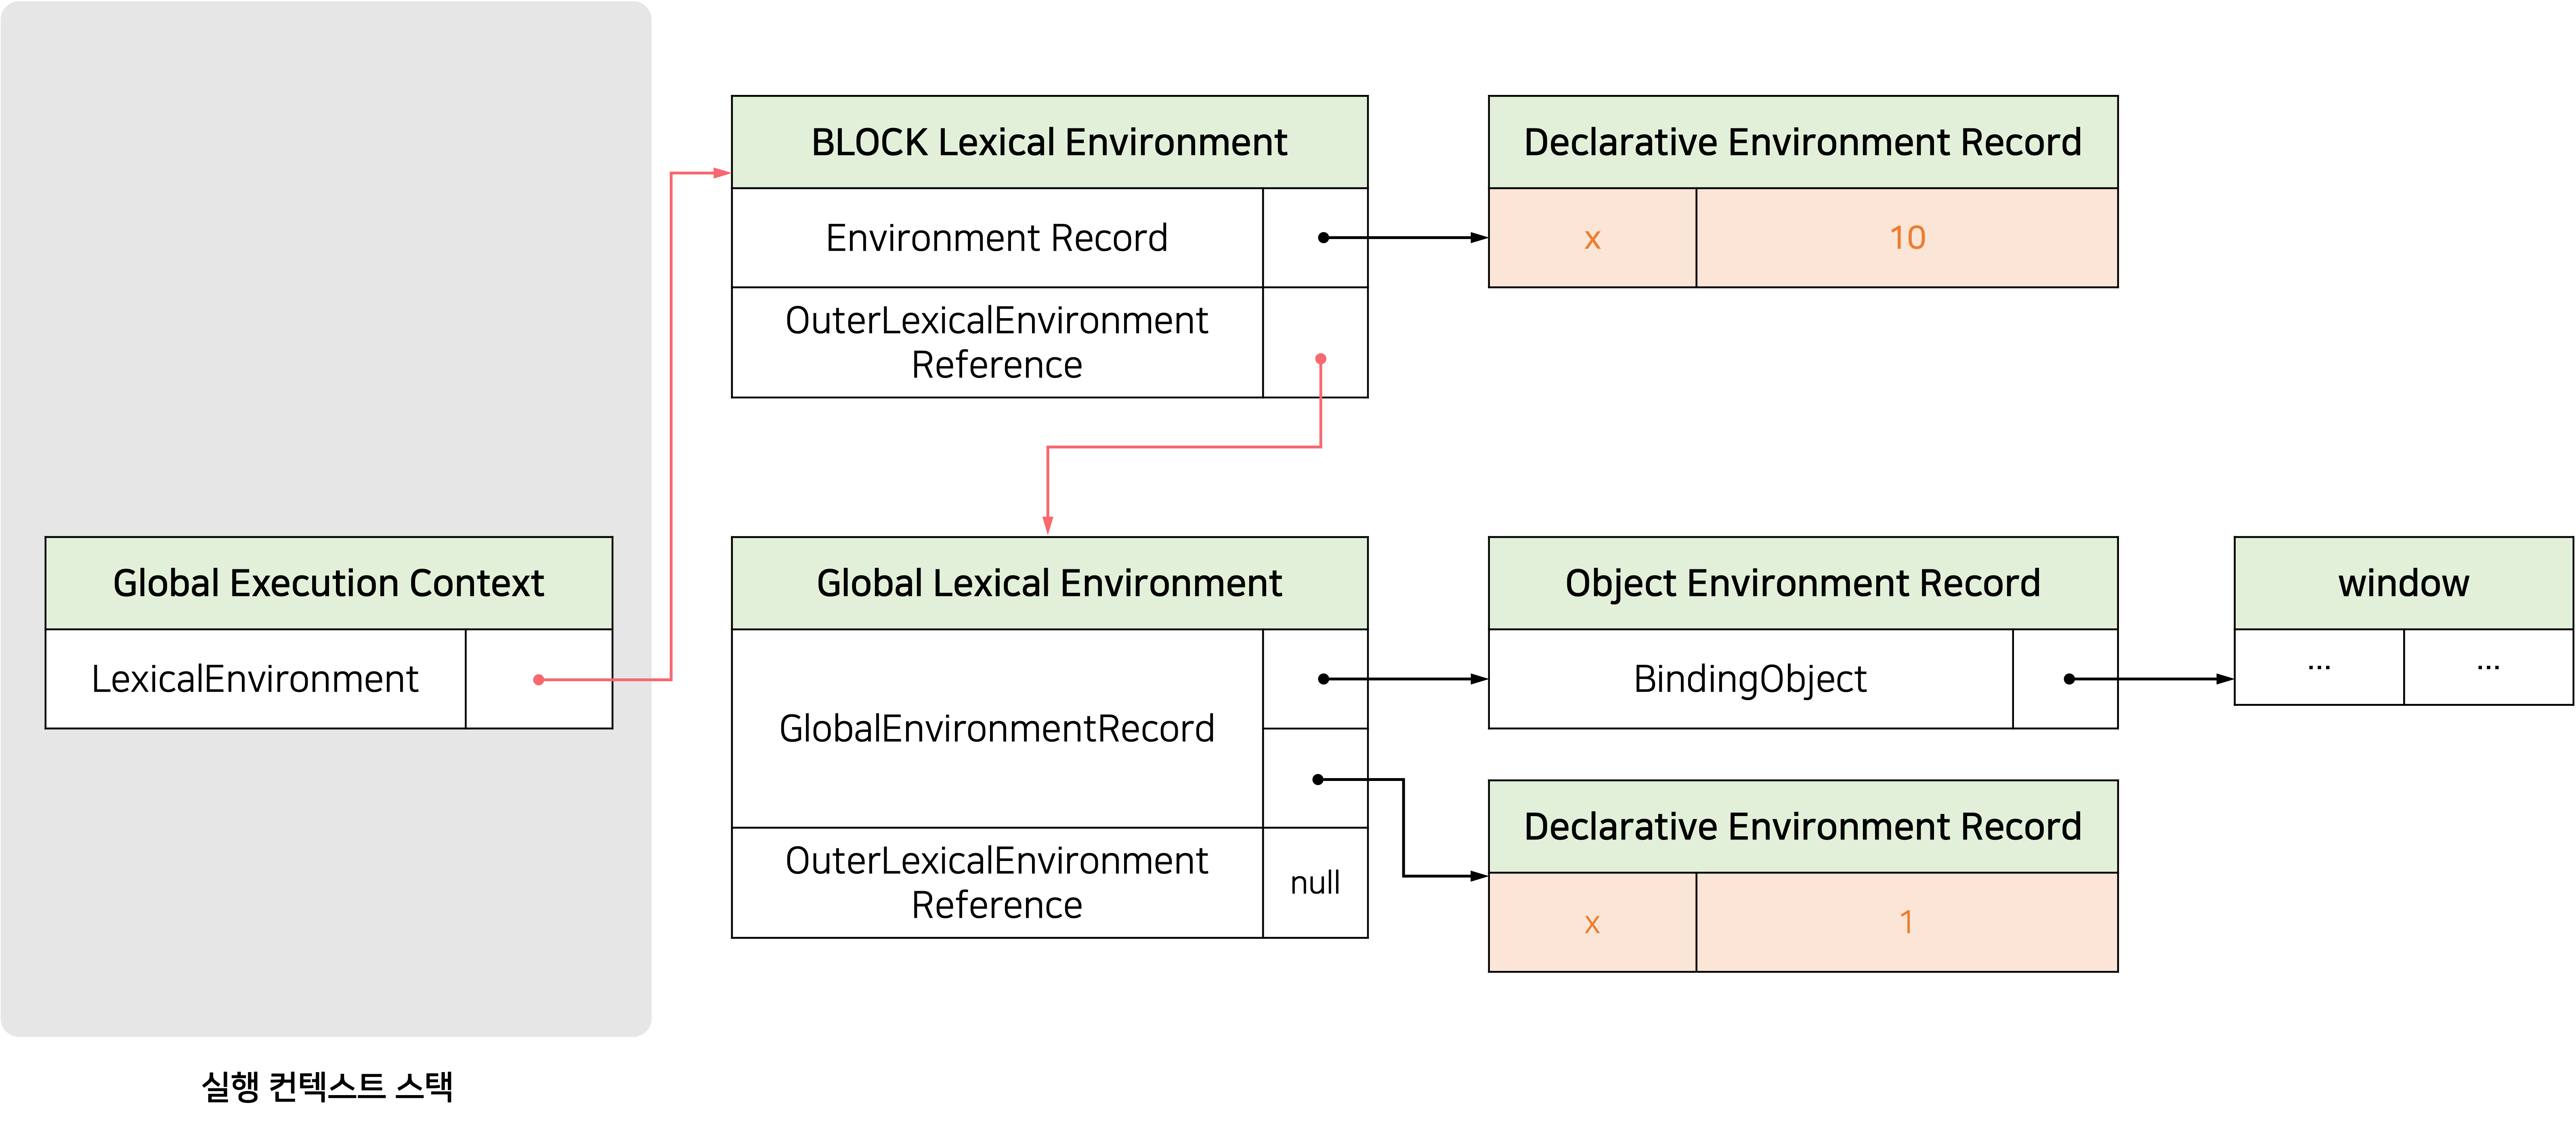 BLOCK Lexical Environment
Environment Record
OuterLexicalEnvironment
Reference
Declarative Environment Record
x
10
Global Execution Context
LexicalEnvironment
Global Lexical Environment
GlobalEnvironmentRecord
OuterLexicalEnvironment
Reference
null
Object Environment Record
BindingObject
window
...
...
Declarative Environment Record
x
1
실행 컨텍스트 스택